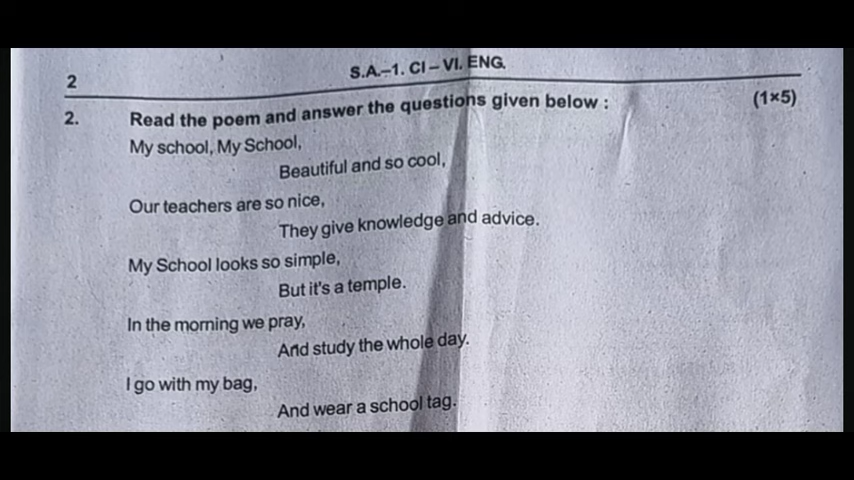 2
S.A.–1. CI – VI. ENG.
2. Read the poem and answer the questions given below : (1×5)
My school, My School,
Beautiful and so cool,
Our teachers are so nice,
They give knowledge and advice.
My School looks so simple,
But it's a temple.
In the morning we pray,
And study the whole day.
I go with my bag,
And wear a school tag.